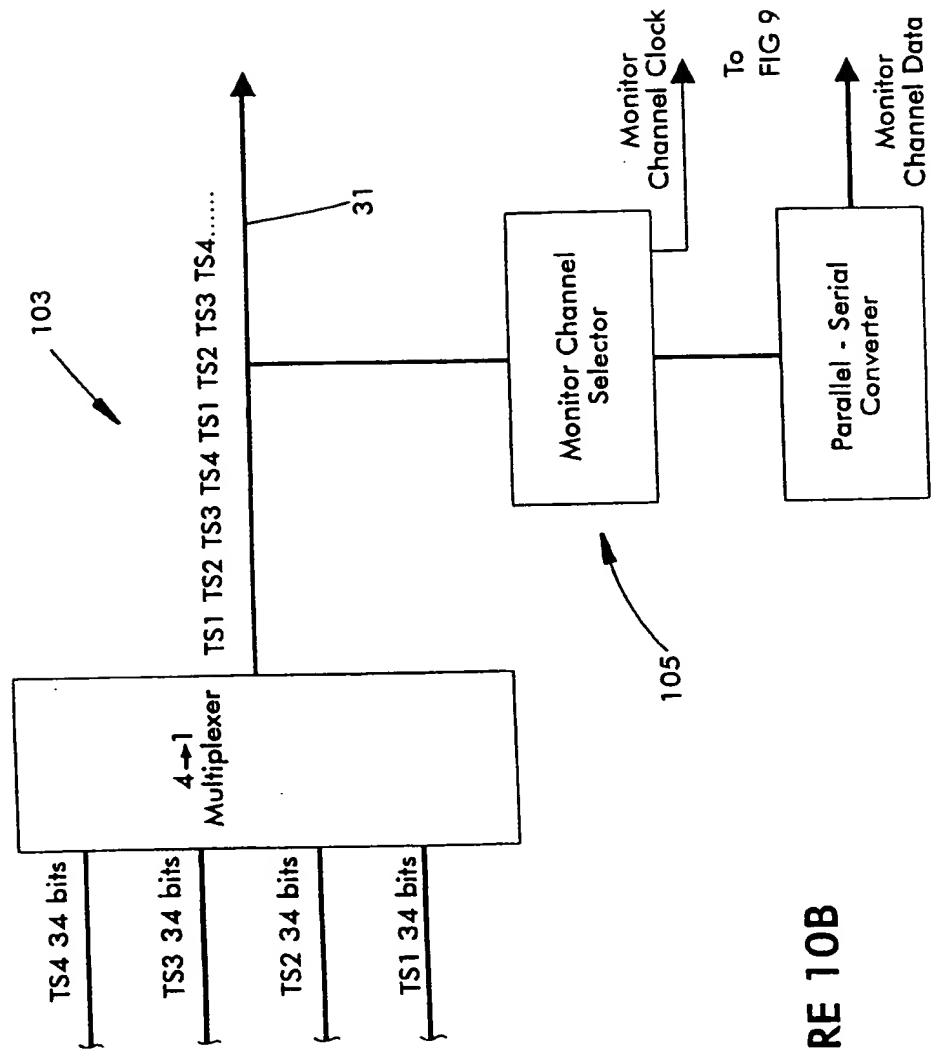 103
TS4 34 bits
TS3 34 bits
TS2 34 bits
TS1 34 bits
4→1
Multiplexer
TS1 TS2 TS3 TS4 TS1 TS2 TS3 TS4.......
31
105
Monitor Channel
Selector
Monitor
Channel Clock
To
FIG 9
Parallel - Serial
Converter
Monitor
Channel Data
RE 10B